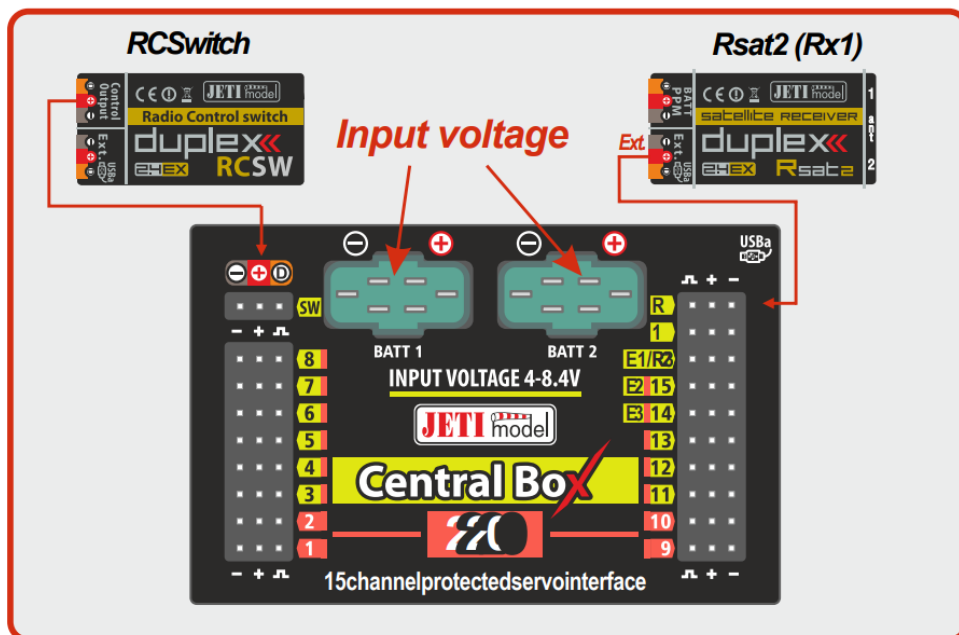 RCSwitch
Rsat2 (Rx1)
Control
Output
JETI
model
Radio Control switch
duplex
2.4EX
RCSW
Ext.
USBa
BATT
PPM
JETI
model
satellite receiver
duplex
2.4EX
Rsat2
Ext.
USBa
1
ant
2
Input voltage
Ext.
USBa
D
SW
BATT 1
BATT 2
INPUT VOLTAGE 4-8.4V
JETI
model
Central Box
15channelprotectedservointerface
8
7
6
5
4
3
2
1
R
1
E1/R2
E2 15
E3 14
13
12
11
10
9